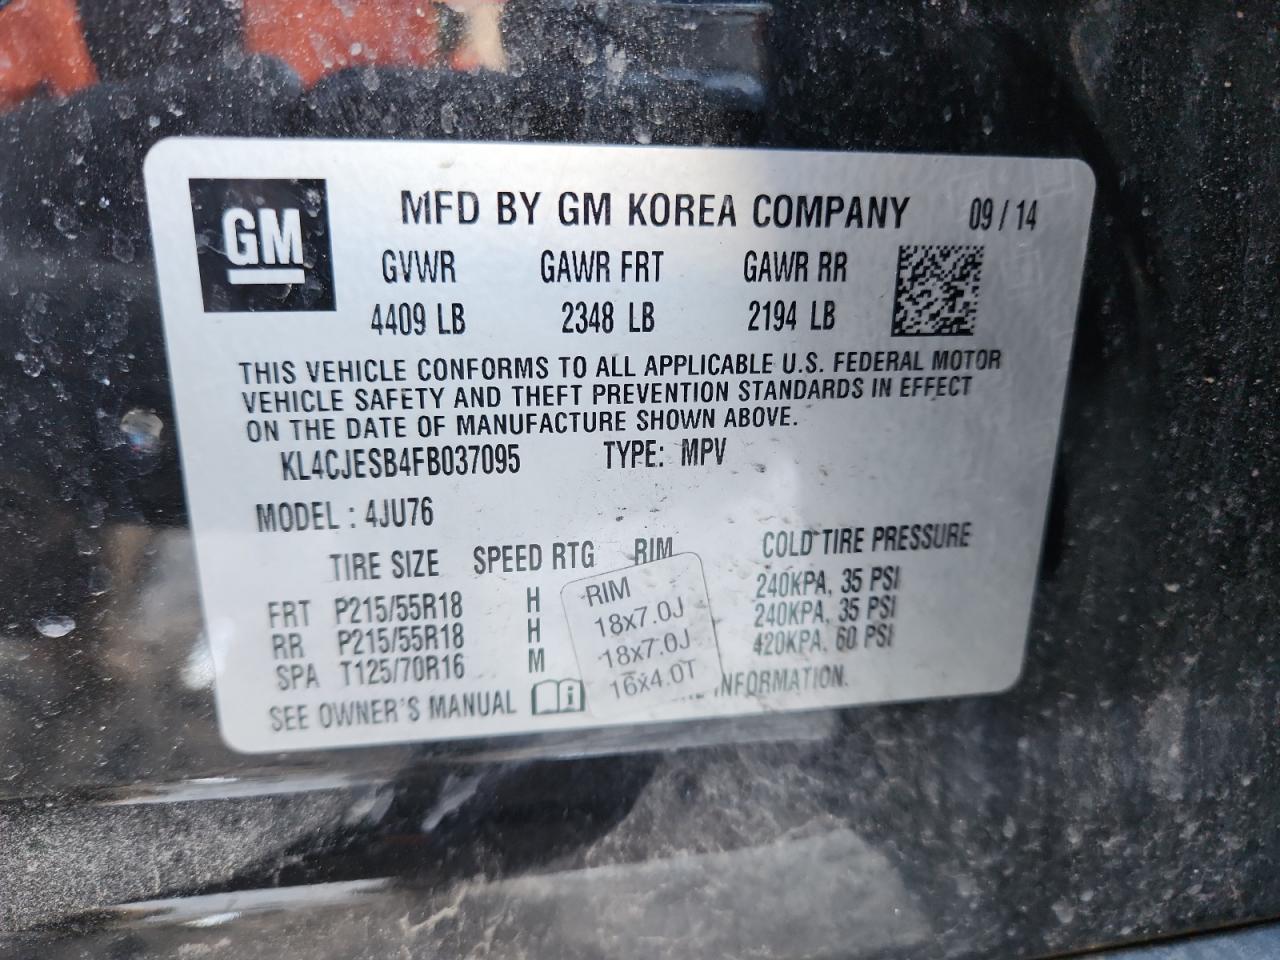 GM
MFD BY GM KOREA COMPANY 09/14
GVWR GAWR FRT GAWR RR
4409 LB 2348 LB 2194 LB
THIS VEHICLE CONFORMS TO ALL APPLICABLE U.S. FEDERAL MOTOR
VEHICLE SAFETY AND THEFT PREVENTION STANDARDS IN EFFECT
ON THE DATE OF MANUFACTURE SHOWN ABOVE.
KL4CJESB4FB037095 TYPE: MPV
MODEL : 4JU76
TIRE SIZE SPEED RTG RIM COLD TIRE PRESSURE
RIM
FRT P215/55R18 H 18x7.0J 240KPA, 35 PSI
RR P215/55R18 H 18x7.0J 240KPA, 35 PSI
SPA T125/70R16 M 16x4.0T 420KPA, 60 PSI
SEE OWNER'S MANUAL INFORMATION.